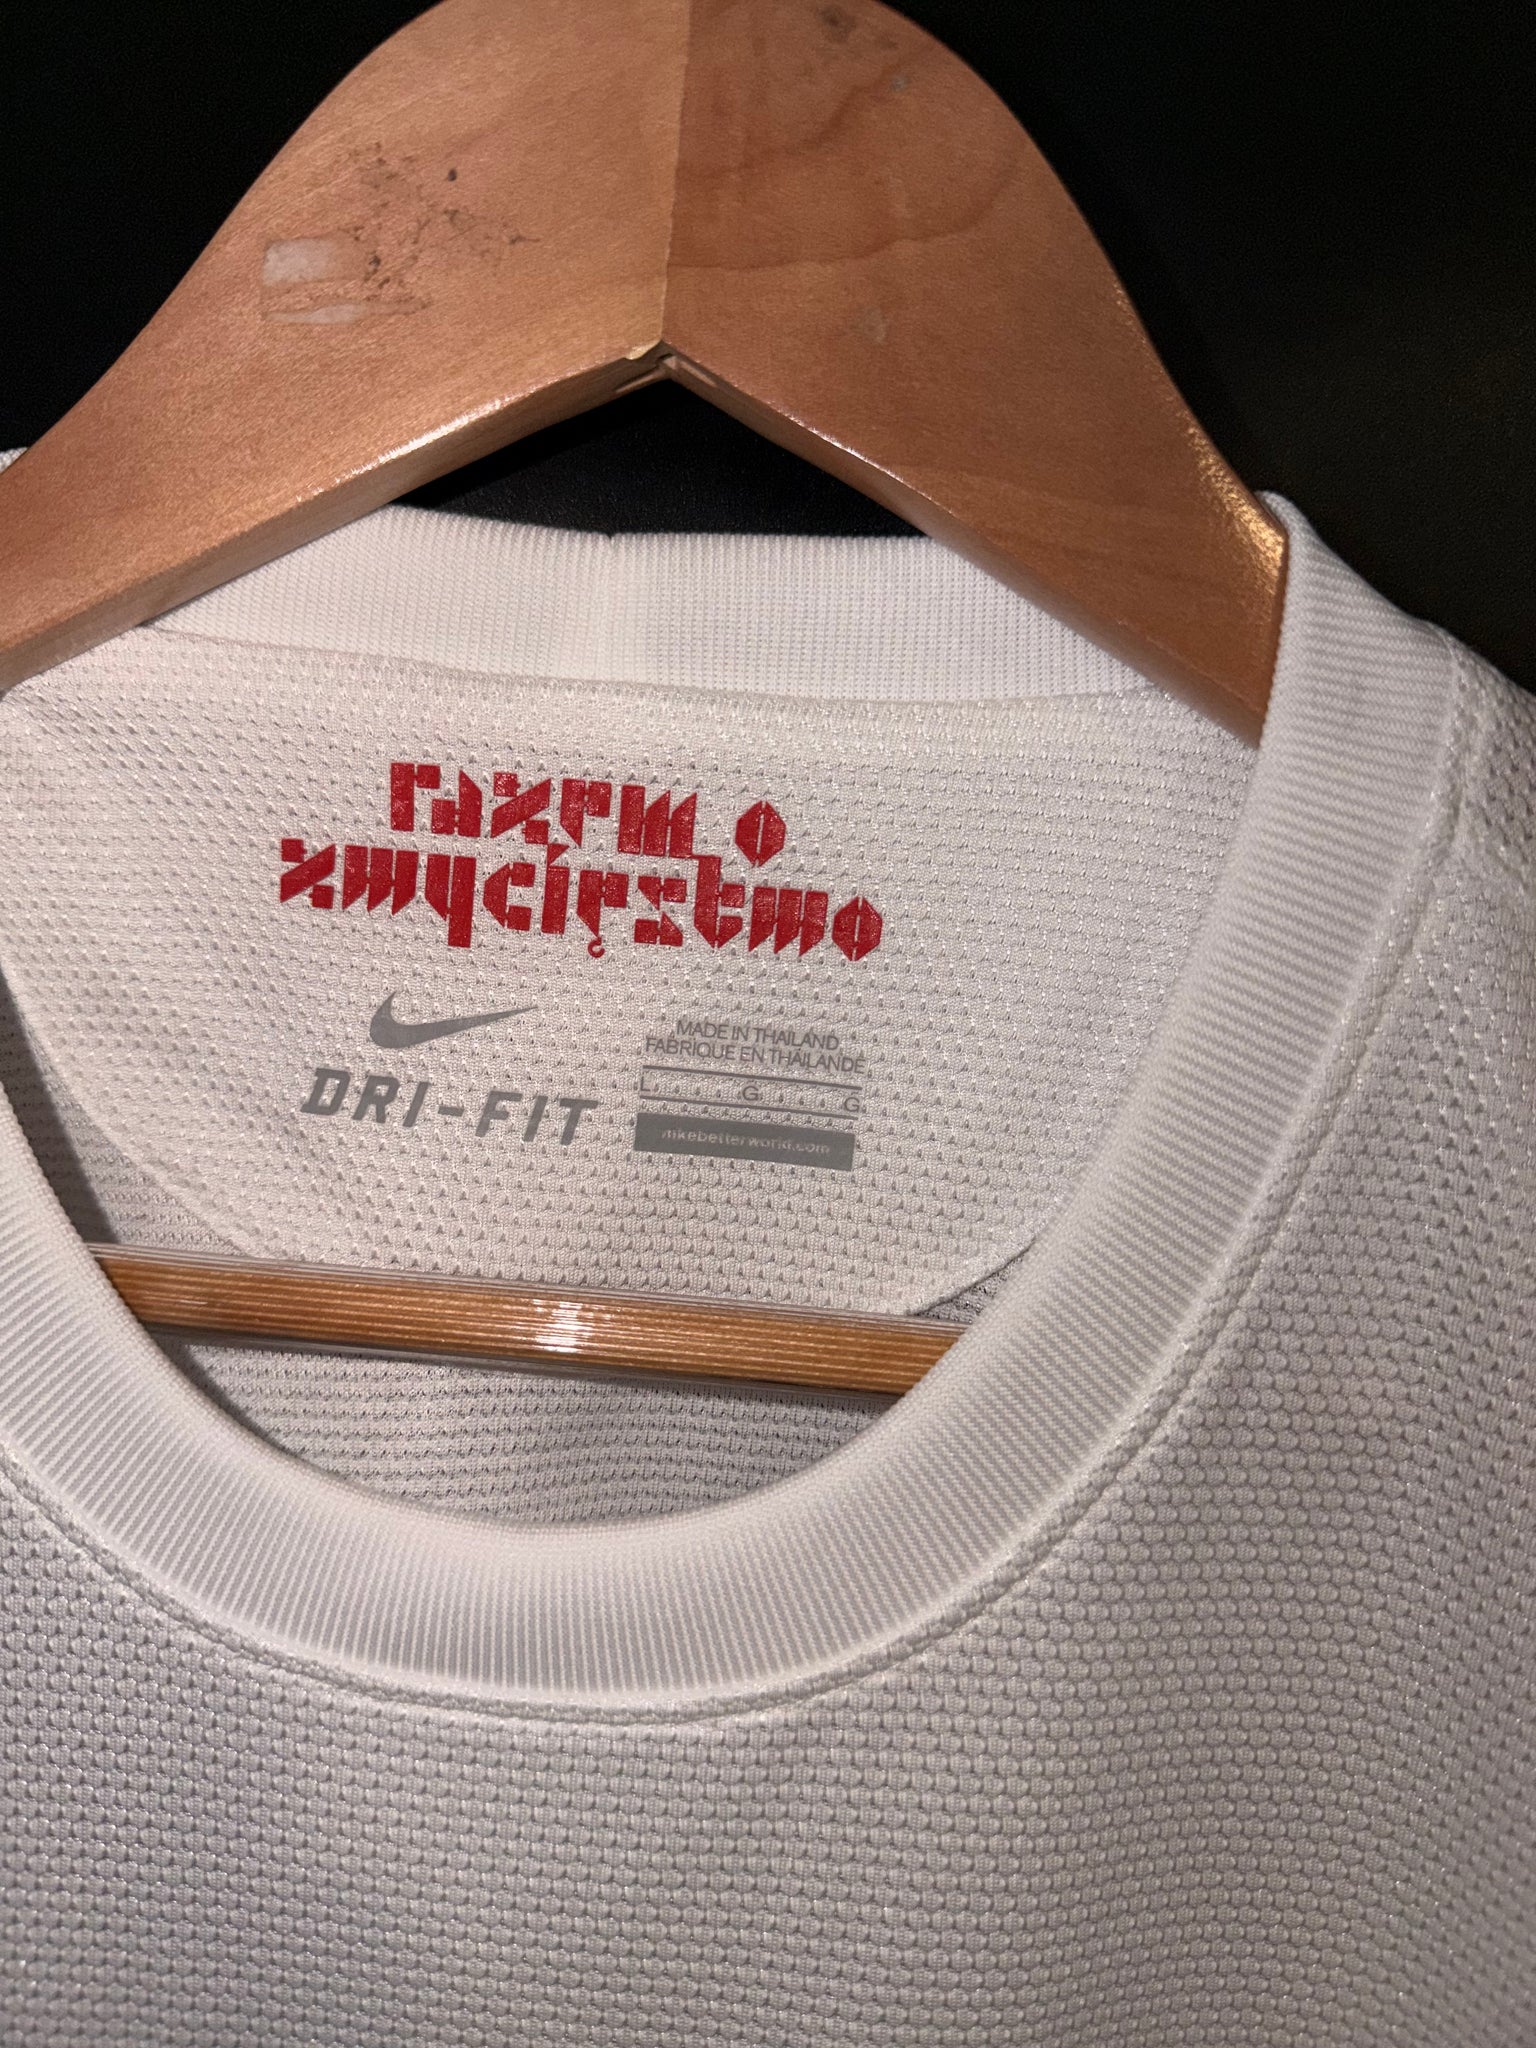 razem o
zwycięstwo
DRI-FIT
MADE IN THAILAND
FABRIQUE EN THAÏLANDE
L G G
nikebetterworld.com